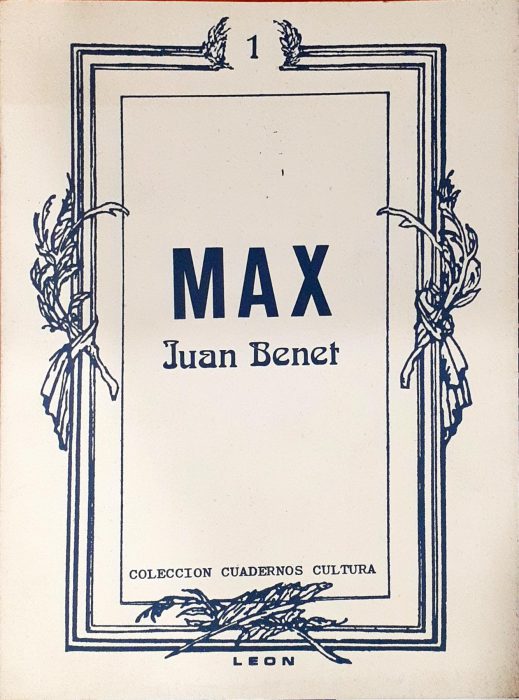 1
MAX
Juan Benet
COLECCION CUADERNOS CULTURA
LEON